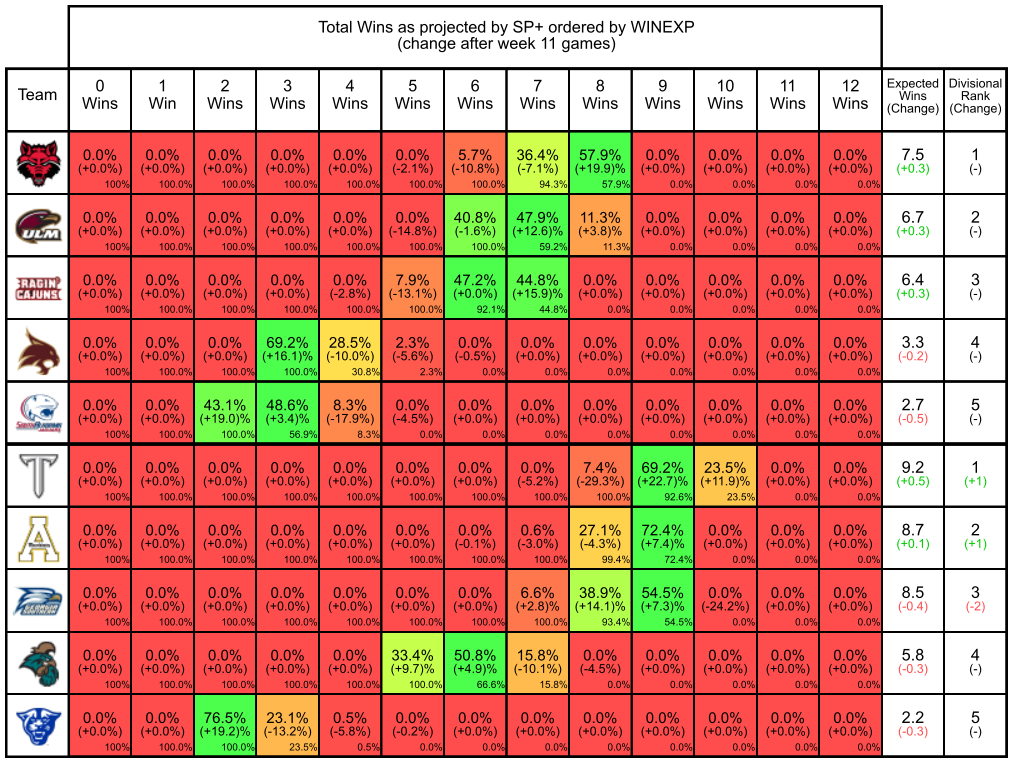 Total Wins as projected by SP+ ordered by WINEXP
(change after week 11 games)
Team 0 Wins 1 Win 2 Wins 3 Wins 4 Wins 5 Wins 6 Wins 7 Wins 8 Wins 9 Wins 10 Wins 11 Wins 12 Wins Expected Wins (Change) Divisional Rank (Change)
0.0% 0.0% 0.0% 0.0% 0.0% 0.0% 5.7% 36.4% 57.9% 0.0% 0.0% 0.0% 0.0% 7.5 1
(+0.0%) (+0.0%) (+0.0%) (+0.0%) (+0.0%) (-2.1%) (-10.8%) (-7.1%) (+19.9)% (+0.0%) (+0.0%) (+0.0%) (+0.0%) (+0.3) (-)
100% 100.0% 100.0% 100.0% 100.0% 100.0% 100.0% 94.3% 57.9% 0.0% 0.0% 0.0% 0.0%
ULM
0.0% 0.0% 0.0% 0.0% 0.0% 0.0% 40.8% 47.9% 11.3% 0.0% 0.0% 0.0% 0.0% 6.7 2
(+0.0%) (+0.0%) (+0.0%) (+0.0%) (+0.0%) (-14.8%) (-1.6%) (+12.6)% (+3.8)% (+0.0%) (+0.0%) (+0.0%) (+0.0%) (+0.3) (-)
100% 100.0% 100.0% 100.0% 100.0% 100.0% 100.0% 59.2% 11.3% 0.0% 0.0% 0.0% 0.0%
RAGIN'
CAJUNS
0.0% 0.0% 0.0% 0.0% 0.0% 7.9% 47.2% 44.8% 0.0% 0.0% 0.0% 0.0% 0.0% 6.4 3
(+0.0%) (+0.0%) (+0.0%) (+0.0%) (-2.8%) (-13.1%) (+0.0%) (+15.9)% (+0.0%) (+0.0%) (+0.0%) (+0.0%) (+0.0%) (+0.3) (-)
100% 100.0% 100.0% 100.0% 100.0% 100.0% 92.1% 44.8% 0.0% 0.0% 0.0% 0.0% 0.0%
0.0% 0.0% 0.0% 69.2% 28.5% 2.3% 0.0% 0.0% 0.0% 0.0% 0.0% 0.0% 0.0% 3.3 4
(+0.0%) (+0.0%) (+0.0%) (+16.1)% (-10.0%) (-5.6%) (-0.5%) (+0.0%) (+0.0%) (+0.0%) (+0.0%) (+0.0%) (+0.0%) (-0.2) (-)
100% 100.0% 100.0% 100.0% 30.8% 2.3% 0.0% 0.0% 0.0% 0.0% 0.0% 0.0% 0.0%
0.0% 0.0% 43.1% 48.6% 8.3% 0.0% 0.0% 0.0% 0.0% 0.0% 0.0% 0.0% 0.0% 2.7 5
(+0.0%) (+0.0%) (+19.0)% (+3.4)% (-17.9%) (-4.5%) (+0.0%) (+0.0%) (+0.0%) (+0.0%) (+0.0%) (+0.0%) (+0.0%) (-0.5) (-)
100% 100.0% 100.0% 56.9% 8.3% 0.0% 0.0% 0.0% 0.0% 0.0% 0.0% 0.0% 0.0%
T
0.0% 0.0% 0.0% 0.0% 0.0% 0.0% 0.0% 0.0% 7.4% 69.2% 23.5% 0.0% 0.0% 9.2 1
(+0.0%) (+0.0%) (+0.0%) (+0.0%) (+0.0%) (+0.0%) (+0.0%) (-5.2%) (-29.3%) (+22.7)% (+11.9)% (+0.0%) (+0.0%) (+0.5) (+1)
100% 100.0% 100.0% 100.0% 100.0% 100.0% 100.0% 100.0% 100.0% 92.6% 23.5% 0.0% 0.0%
A
0.0% 0.0% 0.0% 0.0% 0.0% 0.0% 0.0% 0.6% 27.1% 72.4% 0.0% 0.0% 0.0% 8.7 2
(+0.0%) (+0.0%) (+0.0%) (+0.0%) (+0.0%) (+0.0%) (-0.1%) (-3.0%) (-4.3%) (+7.4)% (+0.0%) (+0.0%) (+0.0%) (+0.1) (+1)
100% 100.0% 100.0% 100.0% 100.0% 100.0% 100.0% 100.0% 99.4% 72.4% 0.0% 0.0% 0.0%
0.0% 0.0% 0.0% 0.0% 0.0% 0.0% 0.0% 6.6% 38.9% 54.5% 0.0% 0.0% 0.0% 8.5 3
(+0.0%) (+0.0%) (+0.0%) (+0.0%) (+0.0%) (+0.0%) (+0.0%) (+2.8)% (+14.1)% (+7.3)% (-24.2%) (+0.0%) (+0.0%) (-0.4) (-2)
100% 100.0% 100.0% 100.0% 100.0% 100.0% 100.0% 100.0% 93.4% 54.5% 0.0% 0.0% 0.0%
0.0% 0.0% 0.0% 0.0% 0.0% 33.4% 50.8% 15.8% 0.0% 0.0% 0.0% 0.0% 0.0% 5.8 4
(+0.0%) (+0.0%) (+0.0%) (+0.0%) (+0.0%) (+9.7)% (+4.9)% (-10.1%) (-4.5%) (+0.0%) (+0.0%) (+0.0%) (+0.0%) (-0.3) (-)
100% 100.0% 100.0% 100.0% 100.0% 100.0% 66.6% 15.8% 0.0% 0.0% 0.0% 0.0% 0.0%
0.0% 0.0% 76.5% 23.1% 0.5% 0.0% 0.0% 0.0% 0.0% 0.0% 0.0% 0.0% 0.0% 2.2 5
(+0.0%) (+0.0%) (+19.2)% (-13.2%) (-5.8%) (-0.2%) (+0.0%) (+0.0%) (+0.0%) (+0.0%) (+0.0%) (+0.0%) (+0.0%) (-0.3) (-)
100% 100.0% 100.0% 23.5% 0.5% 0.0% 0.0% 0.0% 0.0% 0.0% 0.0% 0.0% 0.0%